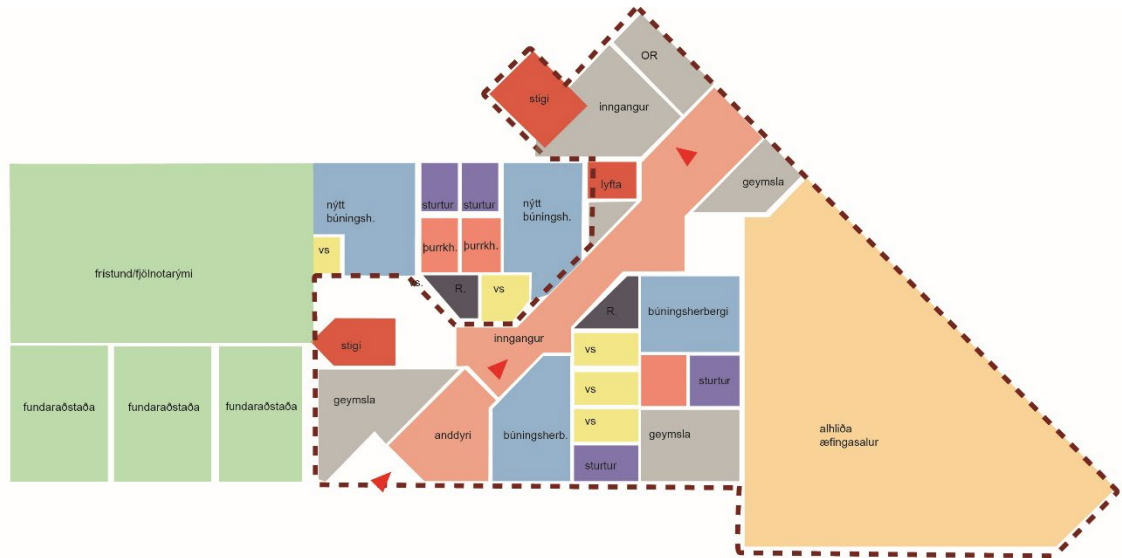 OR
stigi
inngangur
geymsla
lyfta
nýtt
búningsh.
sturtur
sturtur
nýtt
búningsh.
vs
þurrkh.
þurrkh.
frístund/fjölnotarými
vs.
R.
vs
R.
búningsherbergi
inngangur
stigi
vs
sturtur
vs
geymsla
fundaraðstaða
fundaraðstaða
fundaraðstaða
vs
anddyri
búningsherb.
geymsla
alhliða
æfingasalur
sturtur